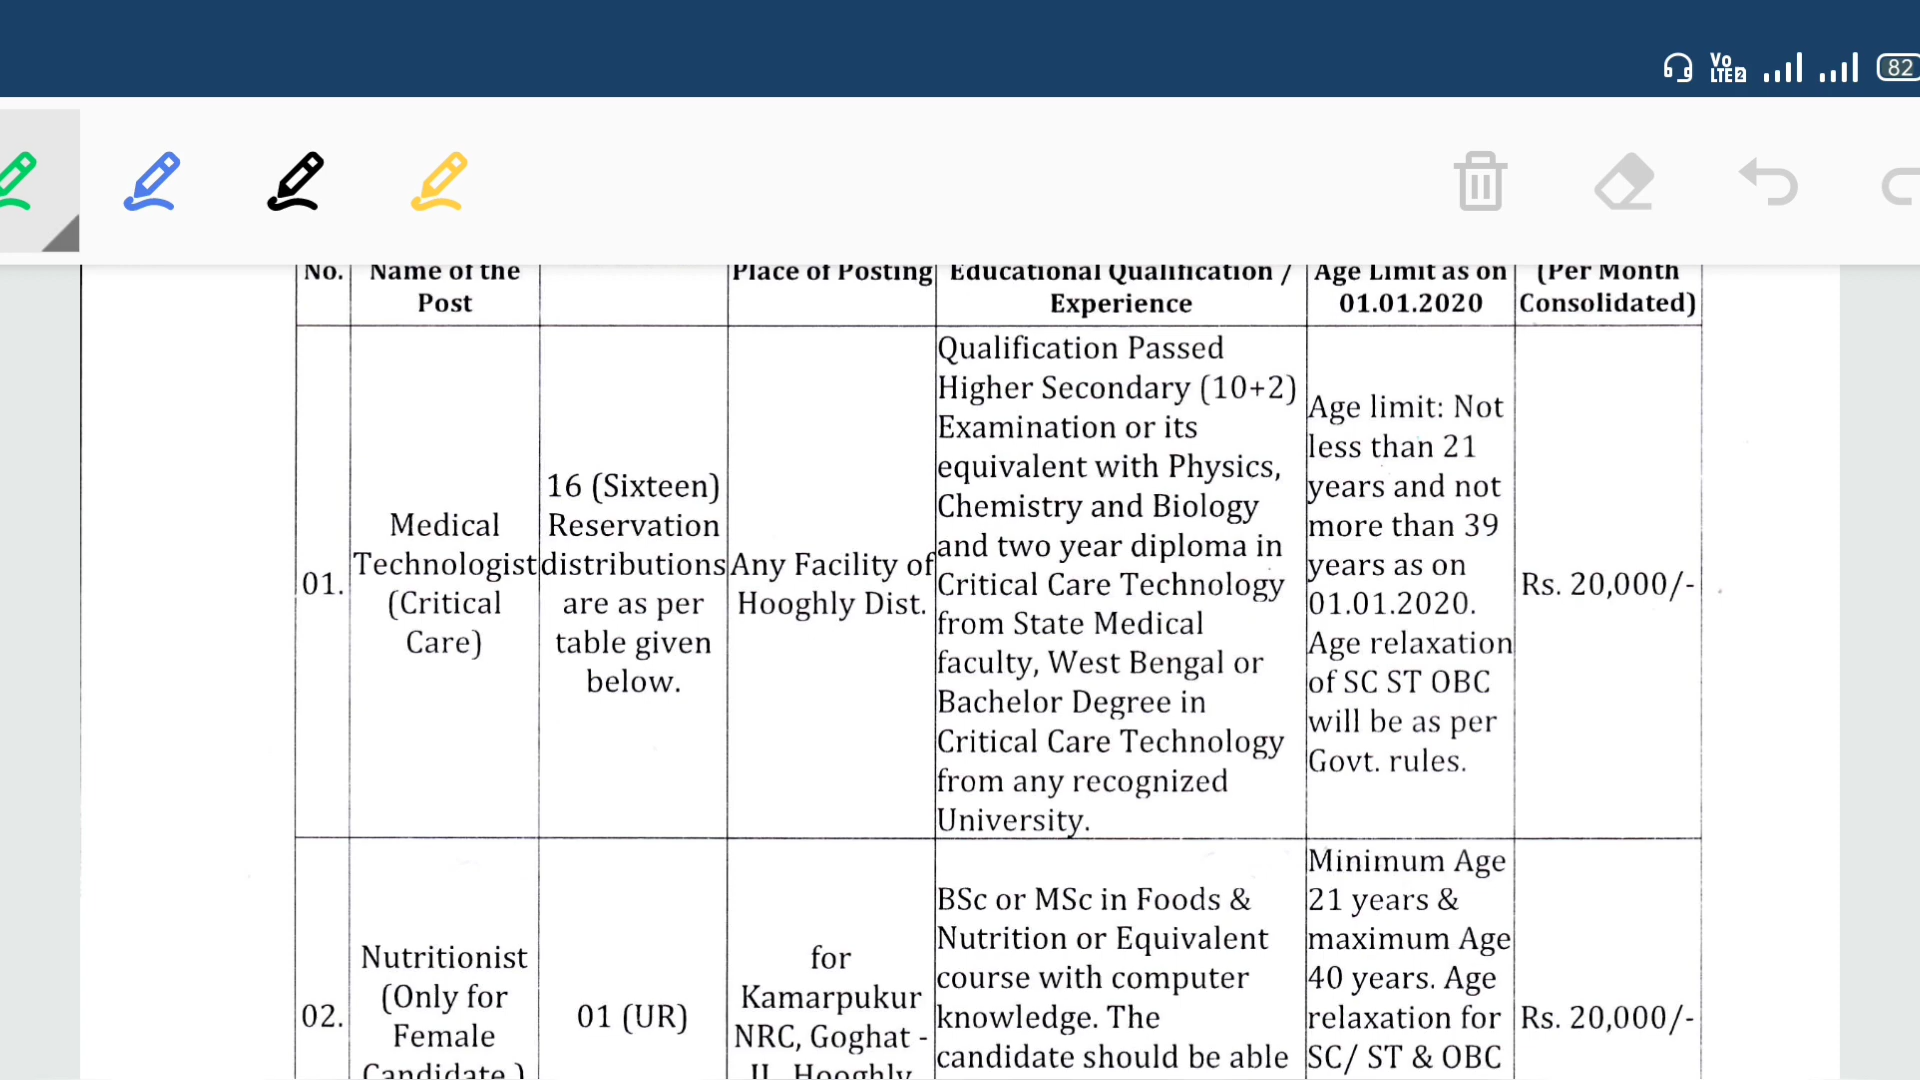 Vo
LTE2
82
No.
Name of the
Post
Place of Posting
Educational Qualification /
Experience
Age Limit as on
01.01.2020
(Per Month
Consolidated)
01.
Medical
Technologist
(Critical
Care)
16 (Sixteen)
Reservation
distributions
are as per
table given
below.
Any Facility of
Hooghly Dist.
Qualification Passed
Higher Secondary (10+2)
Examination or its
equivalent with Physics,
Chemistry and Biology
and two year diploma in
Critical Care Technology
from State Medical
faculty, West Bengal or
Bachelor Degree in
Critical Care Technology
from any recognized
University.
Age limit: Not
less than 21
years and not
more than 39
years as on
01.01.2020.
Age relaxation
of SC ST OBC
will be as per
Govt. rules.
Rs. 20,000/-
02.
Nutritionist
(Only for
Female
Candidate )
01 (UR)
for
Kamarpukur
NRC, Goghat -
II, Hooghly
BSc or MSc in Foods &
Nutrition or Equivalent
course with computer
knowledge. The
candidate should be able
Minimum Age
21 years &
maximum Age
40 years. Age
relaxation for
SC/ ST & OBC
Rs. 20,000/-